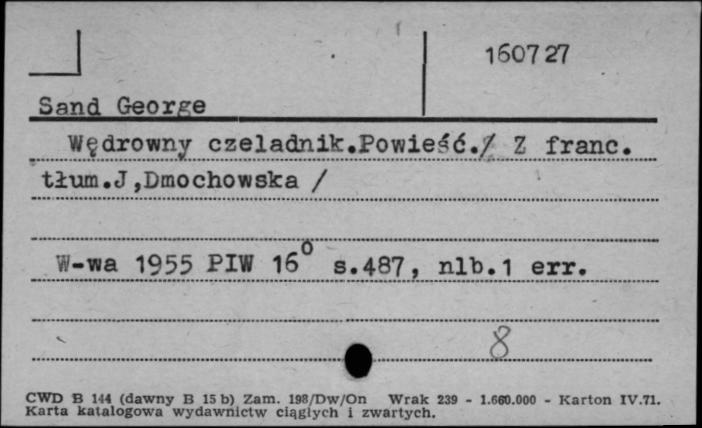 160727
Sand George
Wędrowny czeladnik.Powieść./ Z franc.
tłum.J,Dmochowska /
W-wa 1955 PIW 16° s.487, nlb.1 err.
8
CWD B 144 (dawny B 15 b) Zam. 198/Dw/On Wrak 239 - 1.660.000 - Karton IV.71.
Karta katalogowa wydawnictw ciągłych i zwartych.